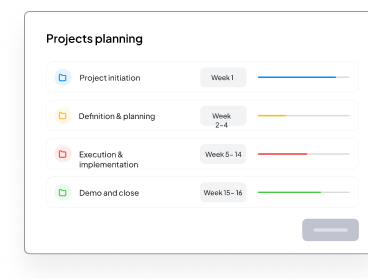 Projects planning
Project initiation
Week 1
Definition & planning
Week
2–4
Execution &
implementation
Week 5– 14
Demo and close
Week 15– 16